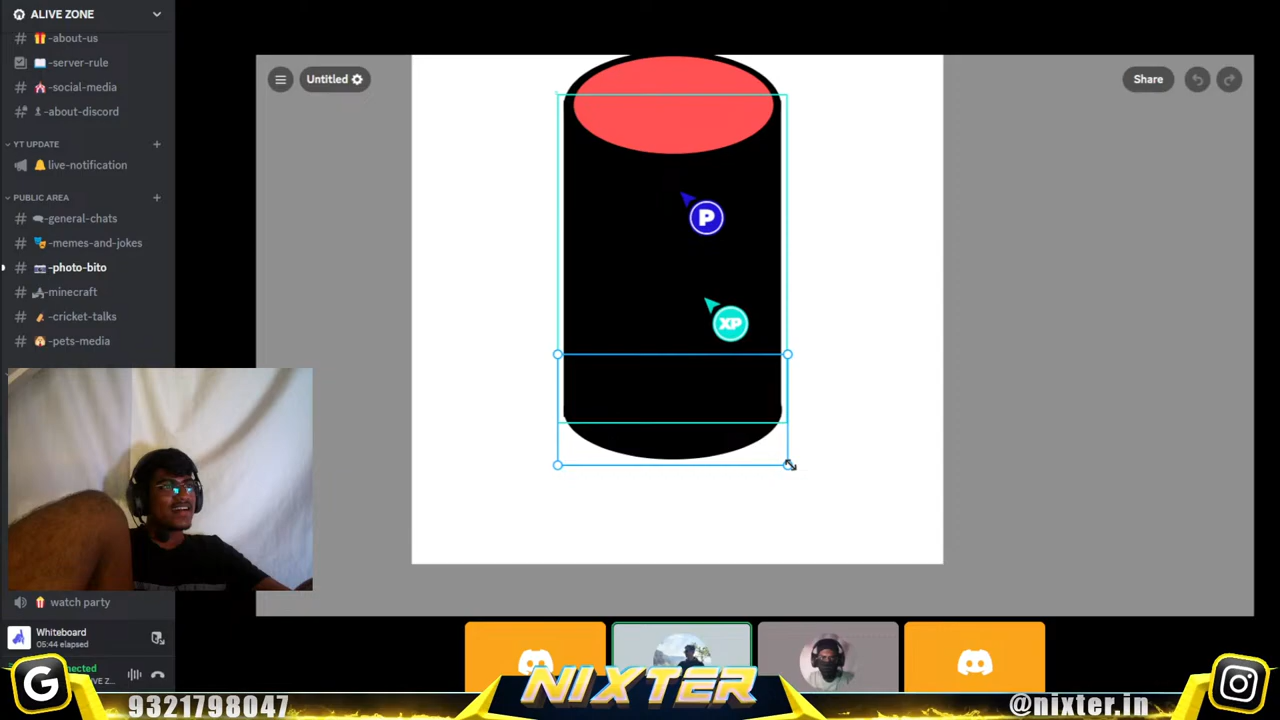 ALIVE ZONE
-about-us
-server-rule
-social-media
-about-discord
YT UPDATE
live-notification
PUBLIC AREA
-general-chats
-memes-and-jokes
-photo-bito
-minecraft
-cricket-talks
-pets-media
watch party
Whiteboard
05:44 elapsed
Untitled
Share
P
XP
NIXTER
G
9321798047
@nixter.in